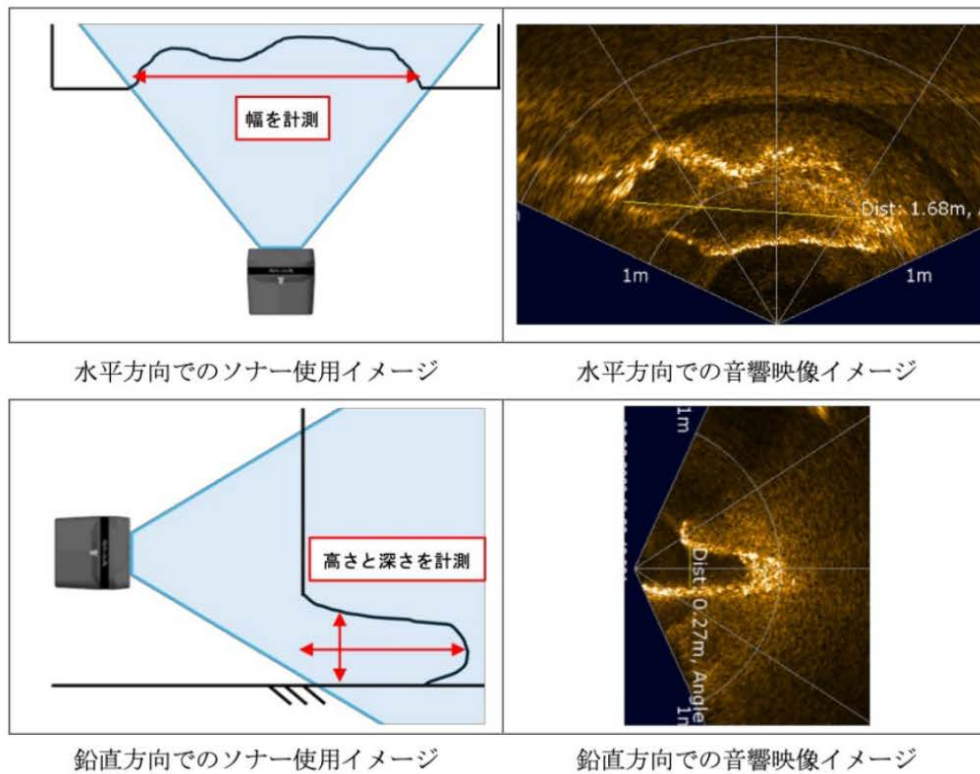 幅を計測
Dist: 1.68m,
1m
1m
水平方向でのソナー使用イメージ
水平方向での音響映像イメージ
高さと深さを計測
1m
Dist: 0.27m, Angle
1m
鉛直方向でのソナー使用イメージ
鉛直方向での音響映像イメージ